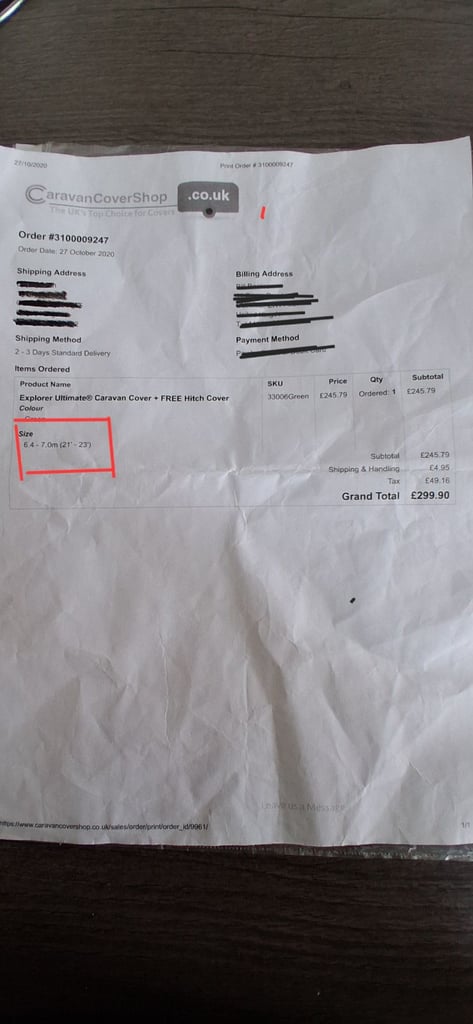 27/10/2020
Print Order # 3100009247
CaravanCoverShop .co.uk
The UK's Top Choice for Covers
Order #3100009247
Order Date: 27 October 2020
Shipping Address
Billing Address
Shipping Method
2 - 3 Days Standard Delivery
Payment Method
Items Ordered
Product Name SKU Price Qty Subtotal
Explorer Ultimate® Caravan Cover + FREE Hitch Cover 33006Green £245.79 Ordered: 1 £245.79
Colour
Green
Size
6.4 - 7.0m (21' - 23')
Subtotal £245.79
Shipping & Handling £4.95
Tax £49.16
Grand Total £299.90
Leave us a Message
https://www.caravancovershop.co.uk/sales/order/print/order_id/9961/
1/1